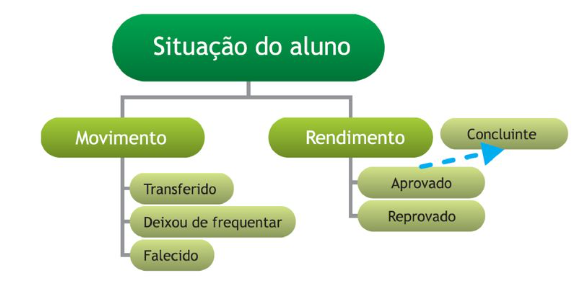 Situação do aluno
Movimento
Rendimento
Concluinte
Transferido
Deixou de frequentar
Falecido
Aprovado
Reprovado